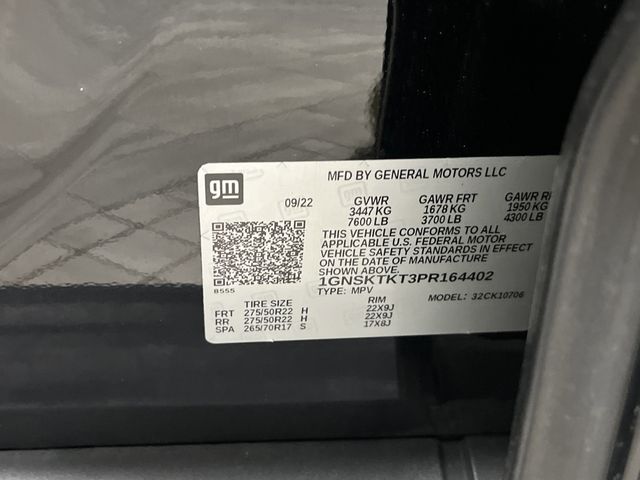 MFD BY GENERAL MOTORS LLC
gm
09/22
GVWR GAWR FRT GAWR
3447 KG 1678 KG 1950 KG
7600 LB 3700 LB 4300 LB
THIS VEHICLE CONFORMS TO ALL
APPLICABLE U.S. FEDERAL MOTOR
VEHICLE SAFETY STANDARDS IN EFFECT
ON THE DATE OF MANUFACTURE
SHOWN ABOVE.
8555
1GNSKTKT3PR164402
TYPE: MPV
MODEL: 32CK10706
TIRE SIZE RIM
FRT 275/50R22 H 22X9J
RR 275/50R22 H 22X9J
SPA 265/70R17 S 17X8J